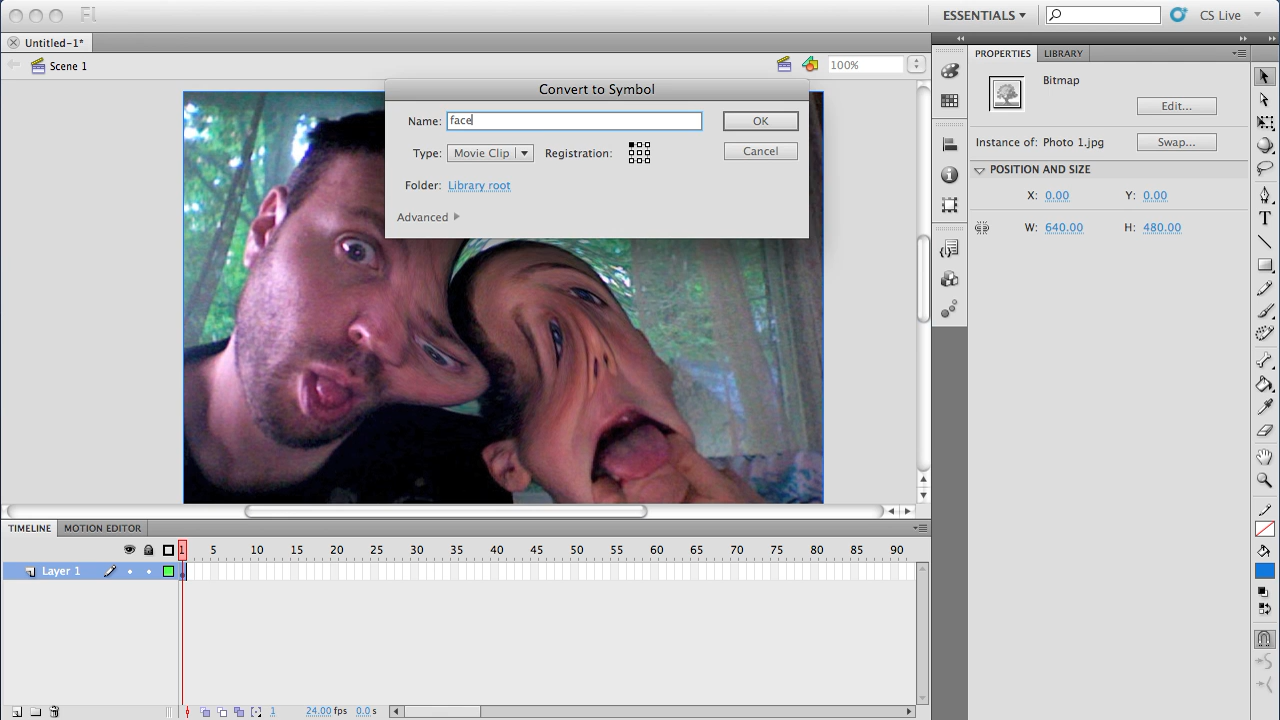 Fl
ESSENTIALS
CS Live
Untitled-1*
Scene 1
100%
Convert to Symbol
Name: face
OK
Type: Movie Clip
Registration:
Cancel
Folder: Library root
Advanced
PROPERTIES
LIBRARY
Bitmap
Edit...
Instance of: Photo 1.jpg
Swap...
POSITION AND SIZE
X: 0.00
Y: 0.00
W: 640.00
H: 480.00
T
TIMELINE
MOTION EDITOR
1 5 10 15 20 25 30 35 40 45 50 55 60 65 70 75 80 85 90
Layer 1
1
24.00 fps
0.0 s